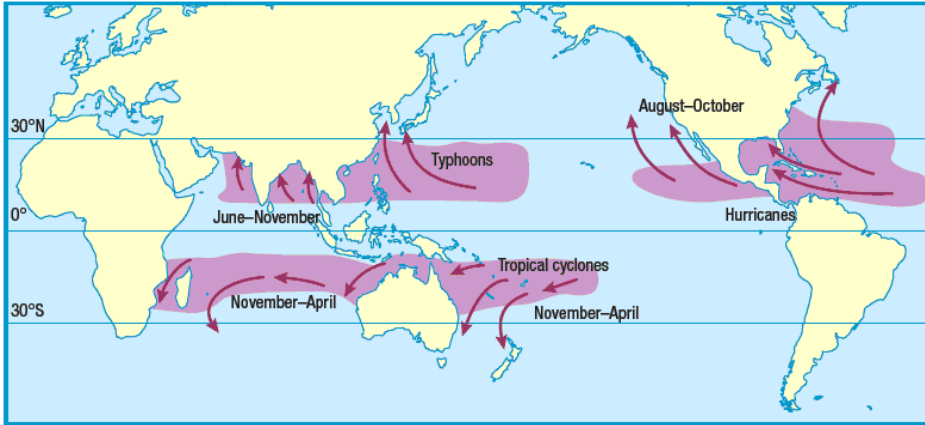 August–October
30°N
Typhoons
June–November
0°
Hurricanes
Tropical cyclones
November–April
November–April
30°S